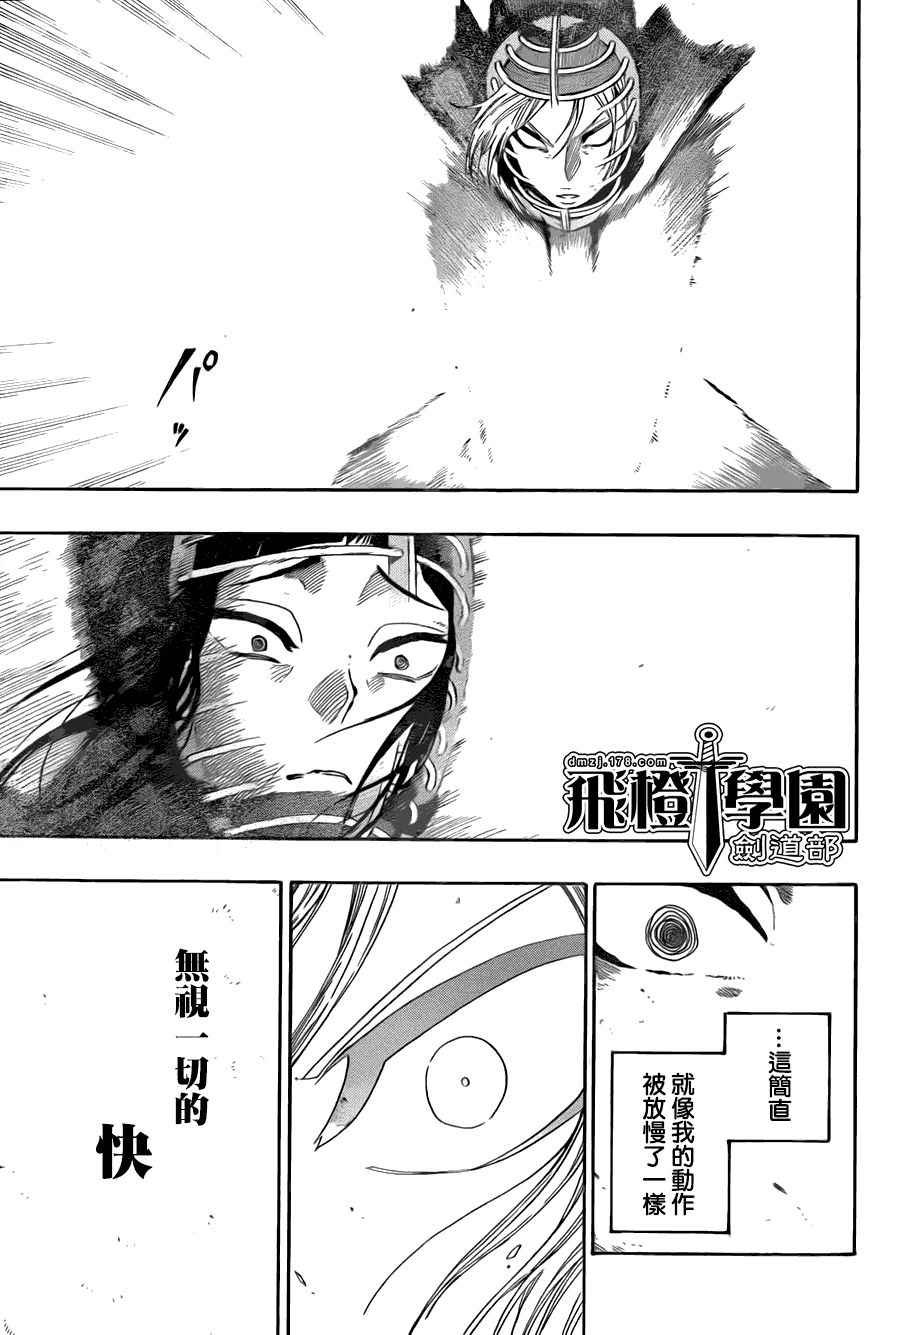 パッ
dmzj.178.com
飛橙學園
劍道部
…這簡直
就像我的動作
被放慢了一樣
無視一切的
快